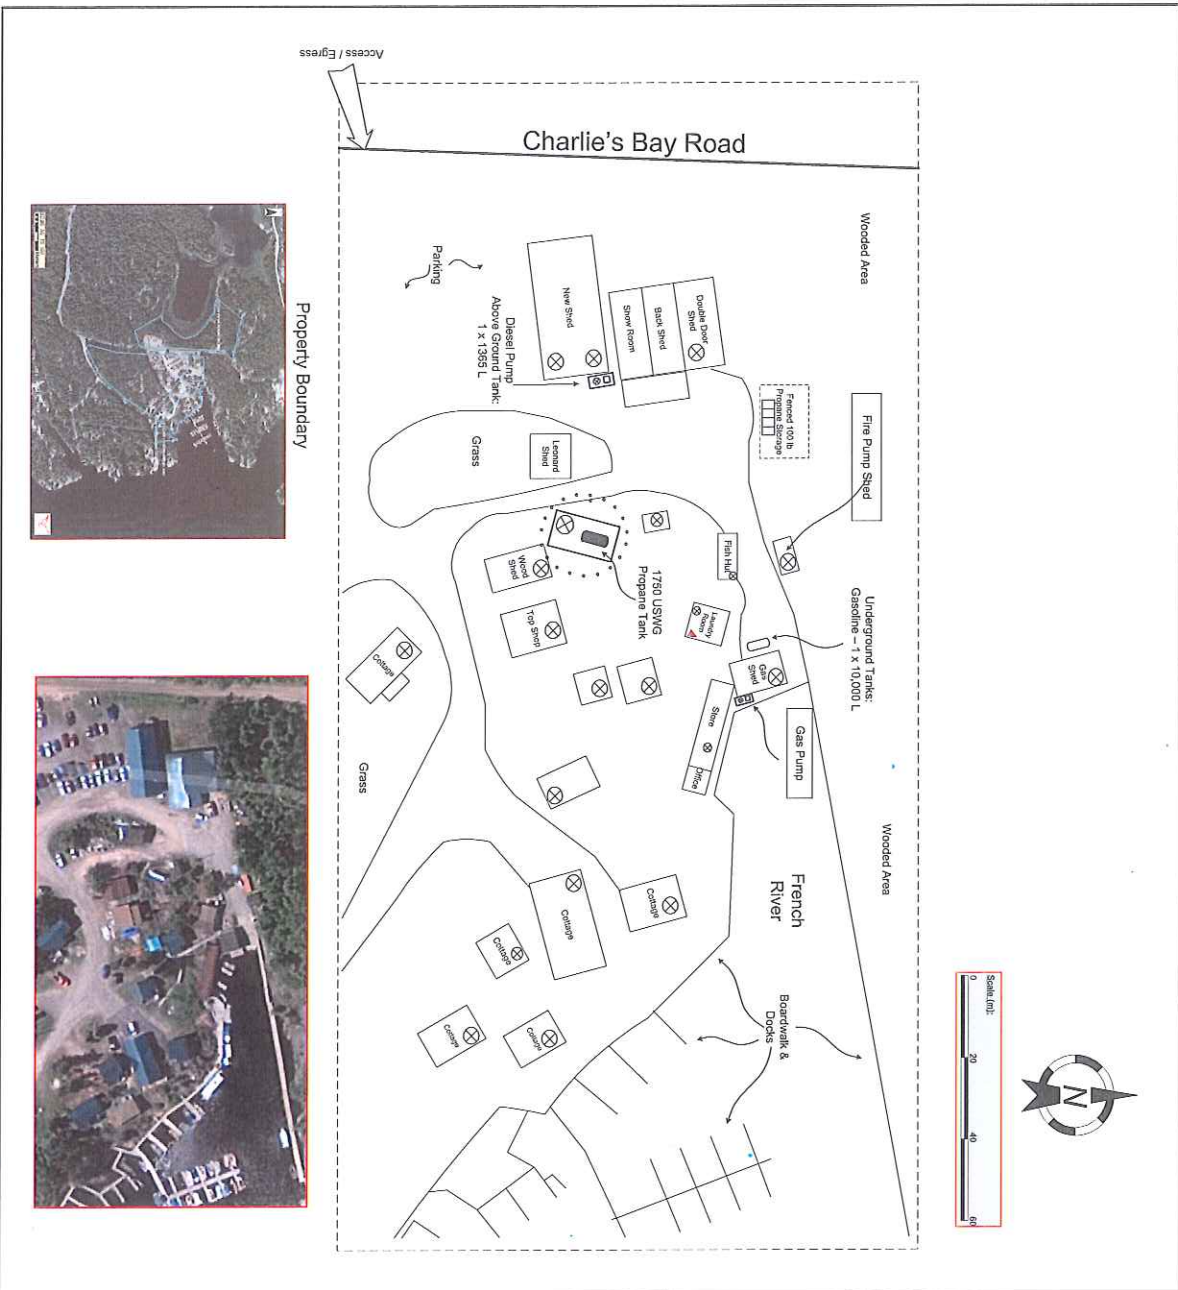 Access / Egress
Charlie's Bay Road
Wooded Area
Parking
New Shed
Show Room
Back Shed
Double Door
Shed
Diesel Pump
Above Ground Tank:
1 x 1365 L
Fenced 100 lb
Propane Storage
Fire Pump Shed
Property Boundary
Grass
Leonard
Shed
Wood
Shed
1750 USWG
Propane Tank
Fish Hut
Underground Tanks:
Gasoline – 1 x 10,000 L
Laundry
Room
Top Shop
Gas
Shed
Gas Pump
Store
Office
Cottage
Grass
Wooded Area
French
River
Cottage
Cottage
Cottage
Cottage
Cottage
Boardwalk &
Docks
Scale (m):
0
20
40
60
N